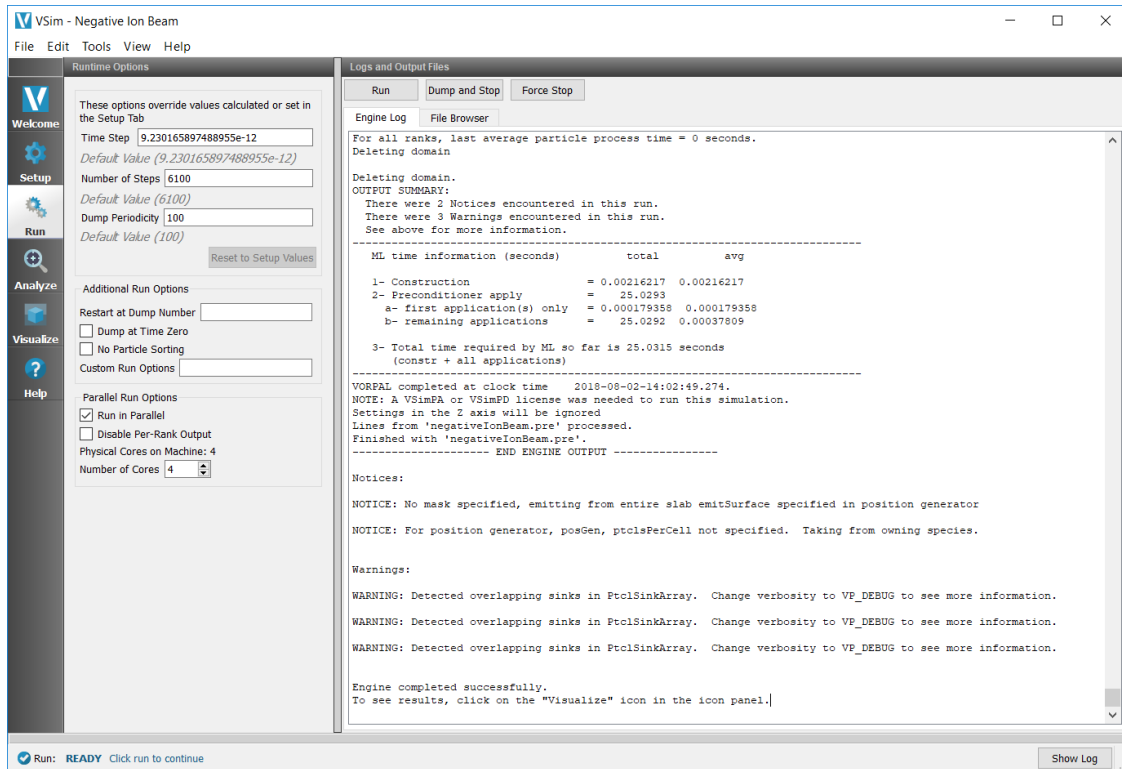 VSim - Negative Ion Beam
File Edit Tools View Help
Welcome
Setup
Run
Analyze
Visualize
Help
Runtime Options
These options override values calculated or set in
the Setup Tab
Time Step 9.230165897488955e-12
Default Value (9.230165897488955e-12)
Number of Steps 6100
Default Value (6100)
Dump Periodicity 100
Default Value (100)
Reset to Setup Values
Additional Run Options
Restart at Dump Number
Dump at Time Zero
No Particle Sorting
Custom Run Options
Parallel Run Options
Run in Parallel
Disable Per-Rank Output
Physical Cores on Machine: 4
Number of Cores 4
Logs and Output Files
Run Dump and Stop Force Stop
Engine Log File Browser
For all ranks, last average particle process time = 0 seconds.
Deleting domain
Deleting domain.
OUTPUT SUMMARY:
There were 2 Notices encountered in this run.
There were 3 Warnings encountered in this run.
See above for more information.
-------------------------------------------------------------------------------
ML time information (seconds) total avg
1- Construction = 0.00216217 0.00216217
2- Preconditioner apply = 25.0293
a- first application(s) only = 0.000179358 0.000179358
b- remaining applications = 25.0292 0.00037809
3- Total time required by ML so far is 25.0315 seconds
(constr + all applications)
-------------------------------------------------------------------------------
VORPAL completed at clock time 2018-08-02-14:02:49.274.
NOTE: A VSimPA or VSimPD license was needed to run this simulation.
Settings in the Z axis will be ignored
Lines from 'negativeIonBeam.pre' processed.
Finished with 'negativeIonBeam.pre'.
--------------------- END ENGINE OUTPUT ----------------
Notices:
NOTICE: No mask specified, emitting from entire slab emitSurface specified in position generator
NOTICE: For position generator, posGen, ptclsPerCell not specified. Taking from owning species.
Warnings:
WARNING: Detected overlapping sinks in PtclSinkArray. Change verbosity to VP_DEBUG to see more information.
WARNING: Detected overlapping sinks in PtclSinkArray. Change verbosity to VP_DEBUG to see more information.
WARNING: Detected overlapping sinks in PtclSinkArray. Change verbosity to VP_DEBUG to see more information.
Engine completed successfully.
To see results, click on the "Visualize" icon in the icon panel.
Run: READY Click run to continue
Show Log